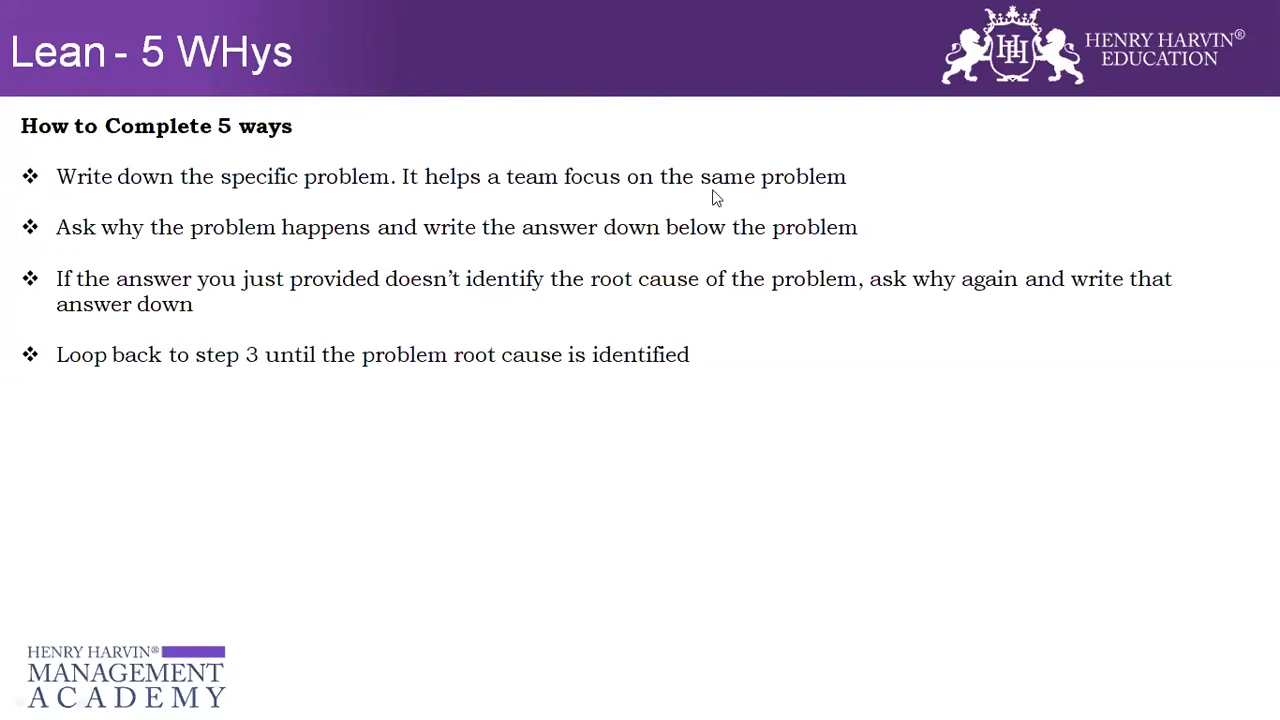 Lean - 5 WHys
HENRY HARVIN®
EDUCATION
How to Complete 5 ways
❖ Write down the specific problem. It helps a team focus on the same problem
❖ Ask why the problem happens and write the answer down below the problem
❖ If the answer you just provided doesn’t identify the root cause of the problem, ask why again and write that
answer down
❖ Loop back to step 3 until the problem root cause is identified
HENRY HARVIN®
MANAGEMENT
ACADEMY